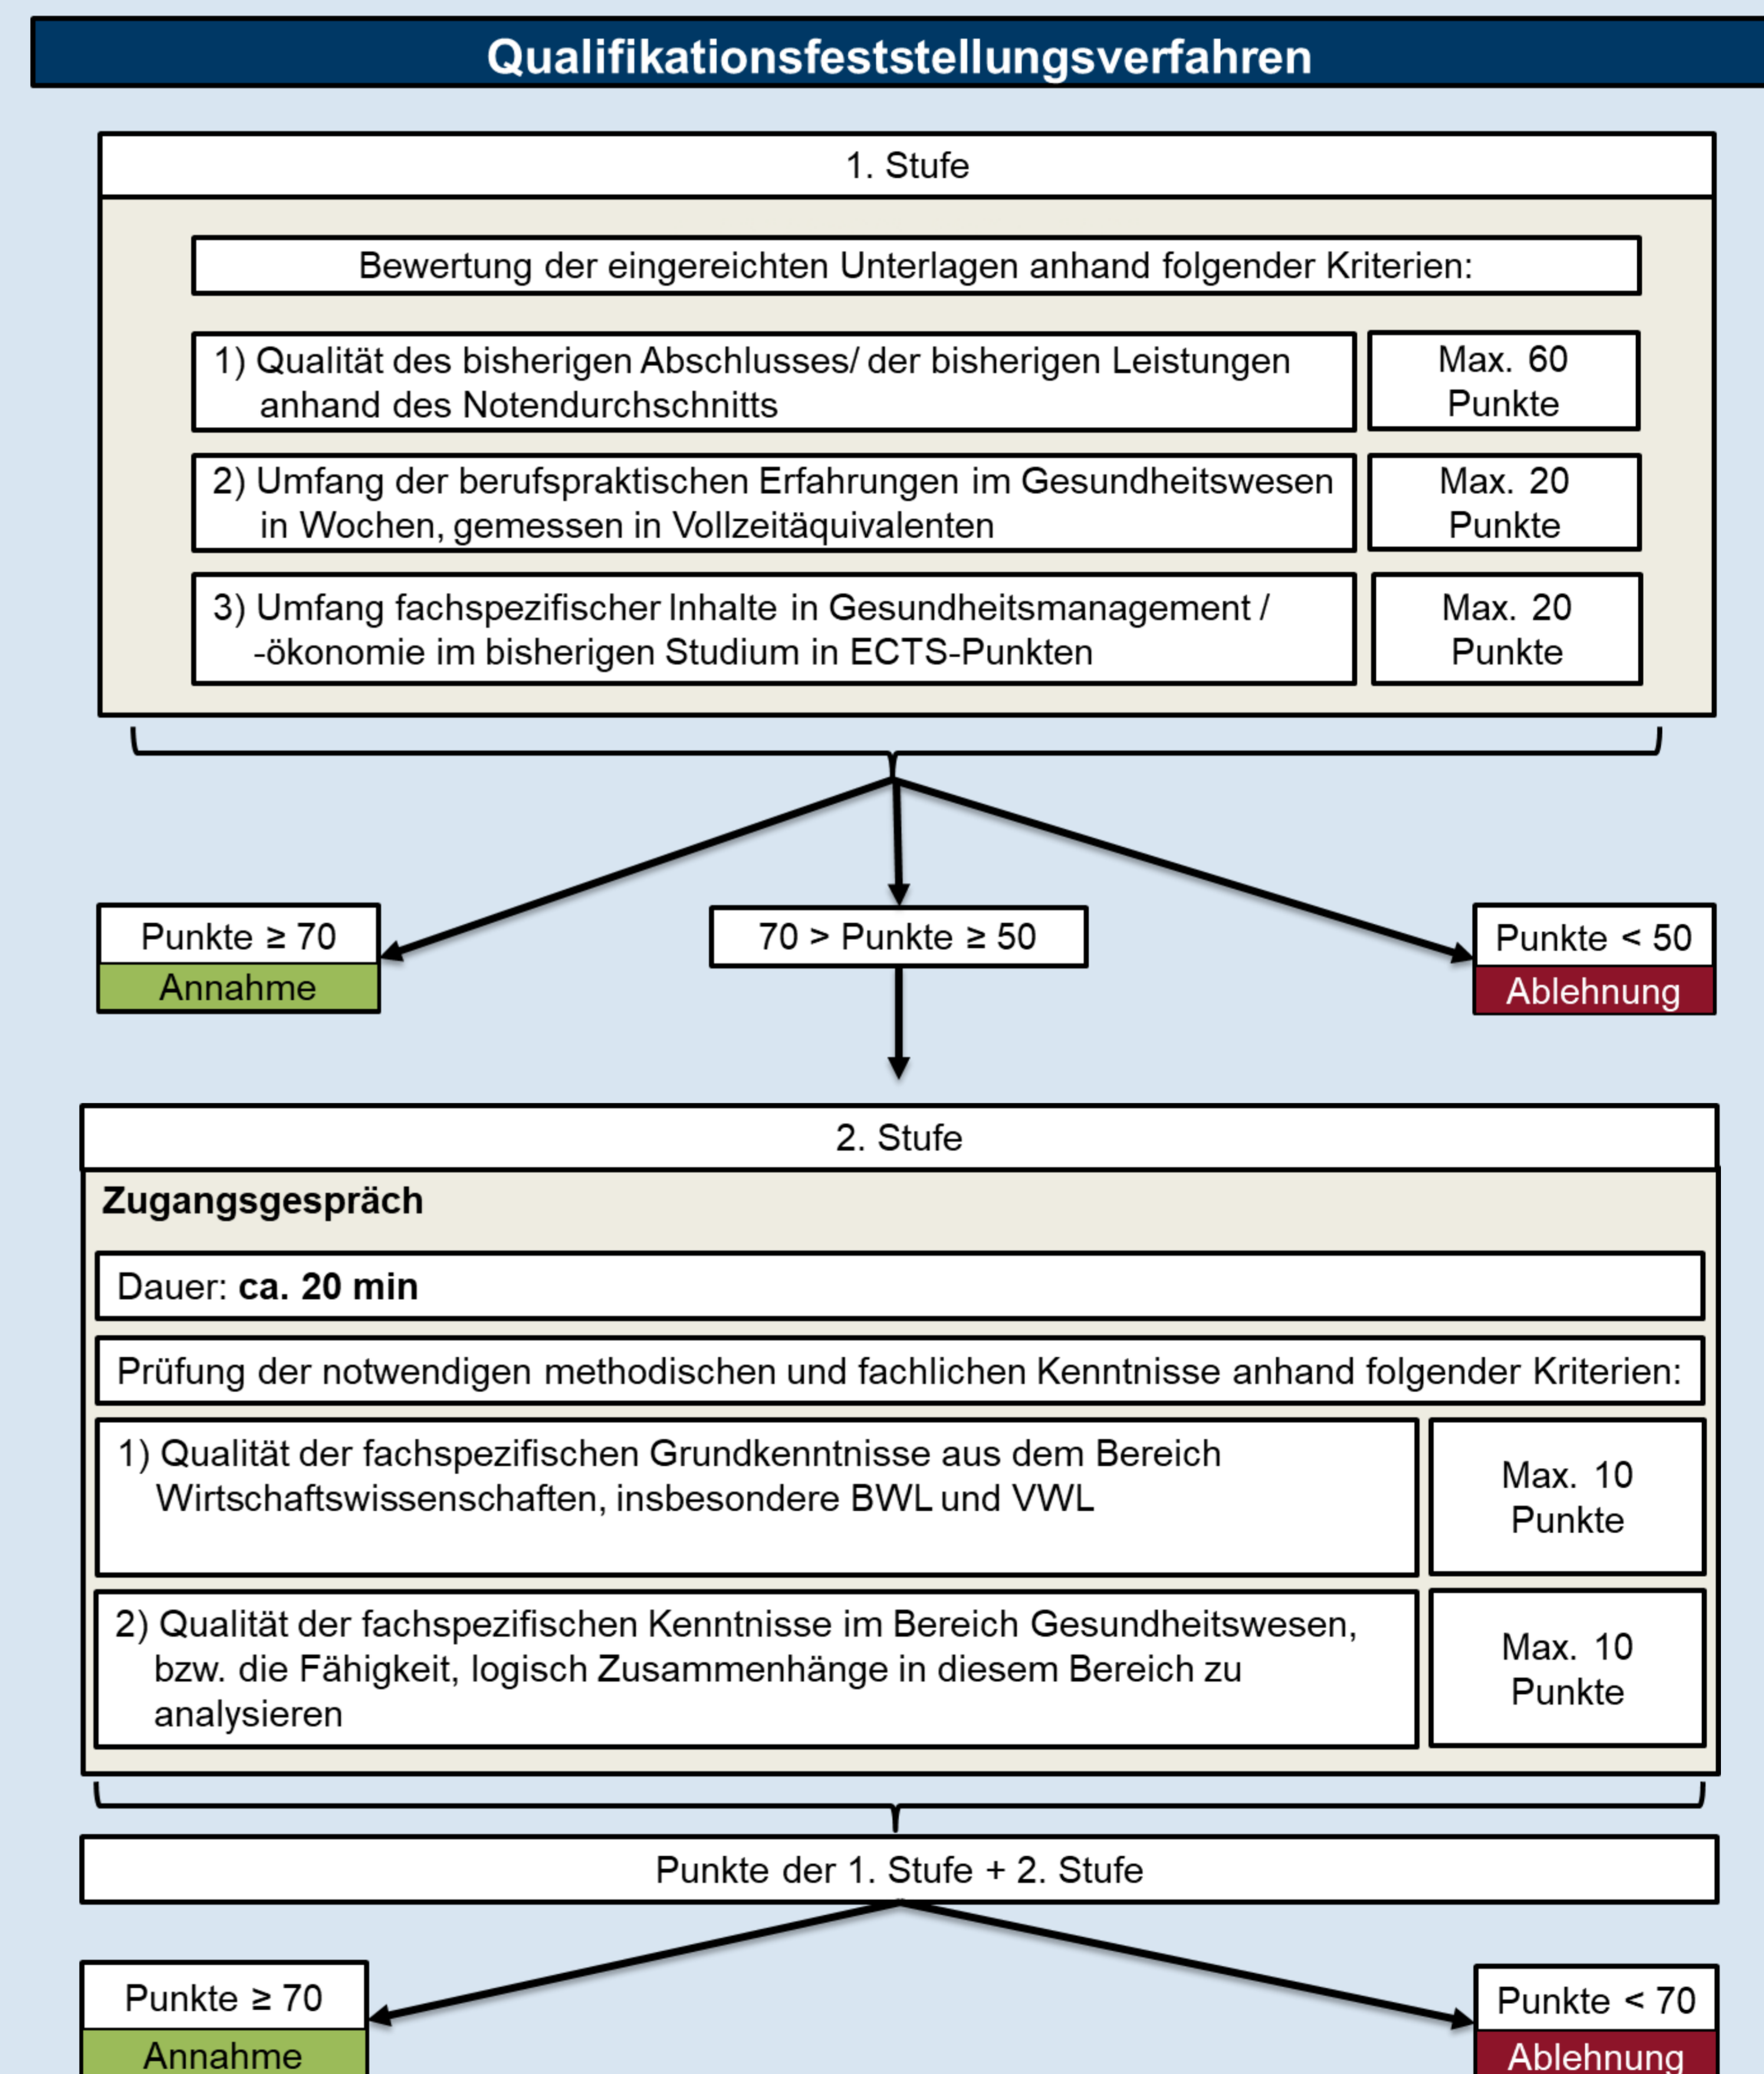 Qualifikationsfeststellungsverfahren
1. Stufe
Bewertung der eingereichten Unterlagen anhand folgender Kriterien:
1) Qualität des bisherigen Abschlusses/ der bisherigen Leistungen
anhand des Notendurchschnitts
Max. 60
Punkte
2) Umfang der berufspraktischen Erfahrungen im Gesundheitswesen
in Wochen, gemessen in Vollzeitäquivalenten
Max. 20
Punkte
3) Umfang fachspezifischer Inhalte in Gesundheitsmanagement /
-ökonomie im bisherigen Studium in ECTS-Punkten
Max. 20
Punkte
Punkte ≥ 70
Annahme
70 > Punkte ≥ 50
Punkte < 50
Ablehnung
2. Stufe
Zugangsgespräch
Dauer: ca. 20 min
Prüfung der notwendigen methodischen und fachlichen Kenntnisse anhand folgender Kriterien:
1) Qualität der fachspezifischen Grundkenntnisse aus dem Bereich
Wirtschaftswissenschaften, insbesondere BWL und VWL
Max. 10
Punkte
2) Qualität der fachspezifischen Kenntnisse im Bereich Gesundheitswesen,
bzw. die Fähigkeit, logisch Zusammenhänge in diesem Bereich zu
analysieren
Max. 10
Punkte
Punkte der 1. Stufe + 2. Stufe
Punkte ≥ 70
Annahme
Punkte < 70
Ablehnung